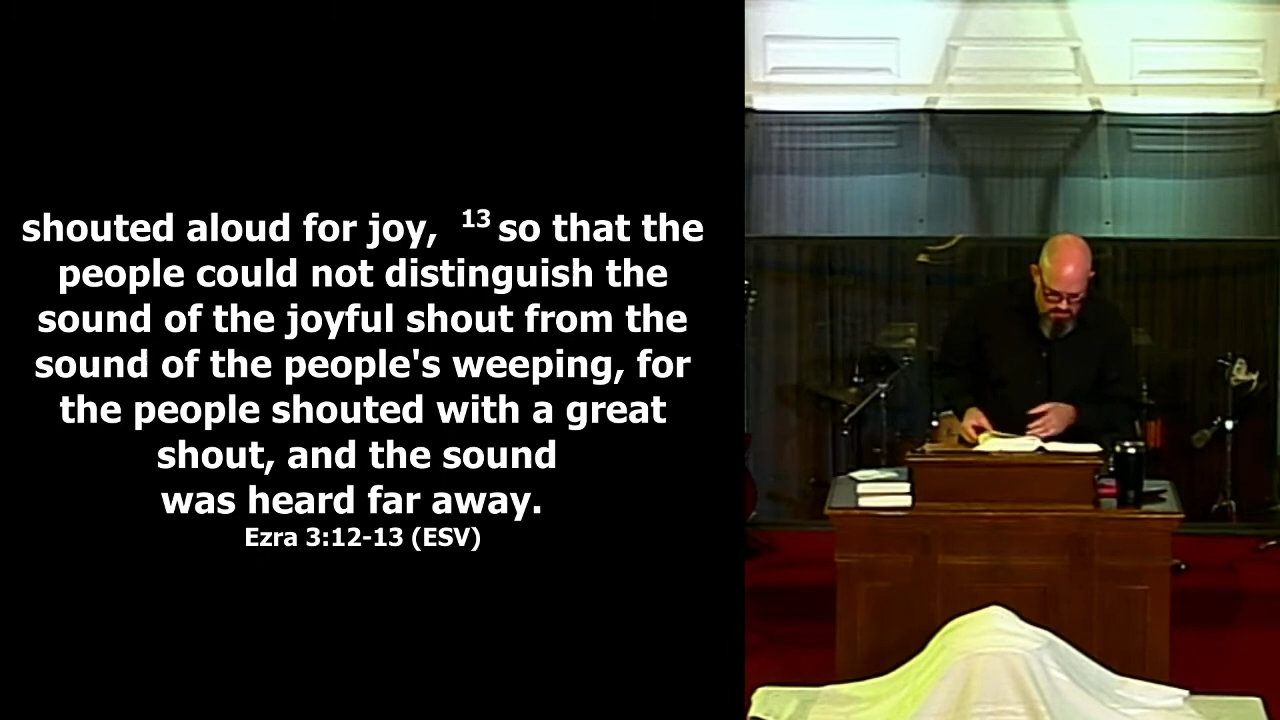 shouted aloud for joy, 13 so that the
people could not distinguish the
sound of the joyful shout from the
sound of the people's weeping, for
the people shouted with a great
shout, and the sound
was heard far away.
Ezra 3:12-13 (ESV)